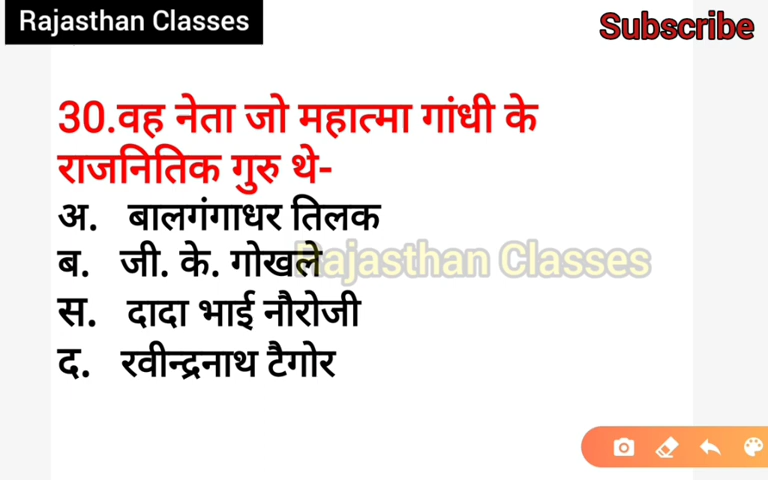 Rajasthan Classes
Subscribe
30.वह नेता जो महात्मा गांधी के
राजनितिक गुरु थे-
अ. बालगंगाधर तिलक
ब. जी. के. गोखले
Rajasthan Classes
स. दादा भाई नौरोजी
द. रवीन्द्रनाथ टैगोर